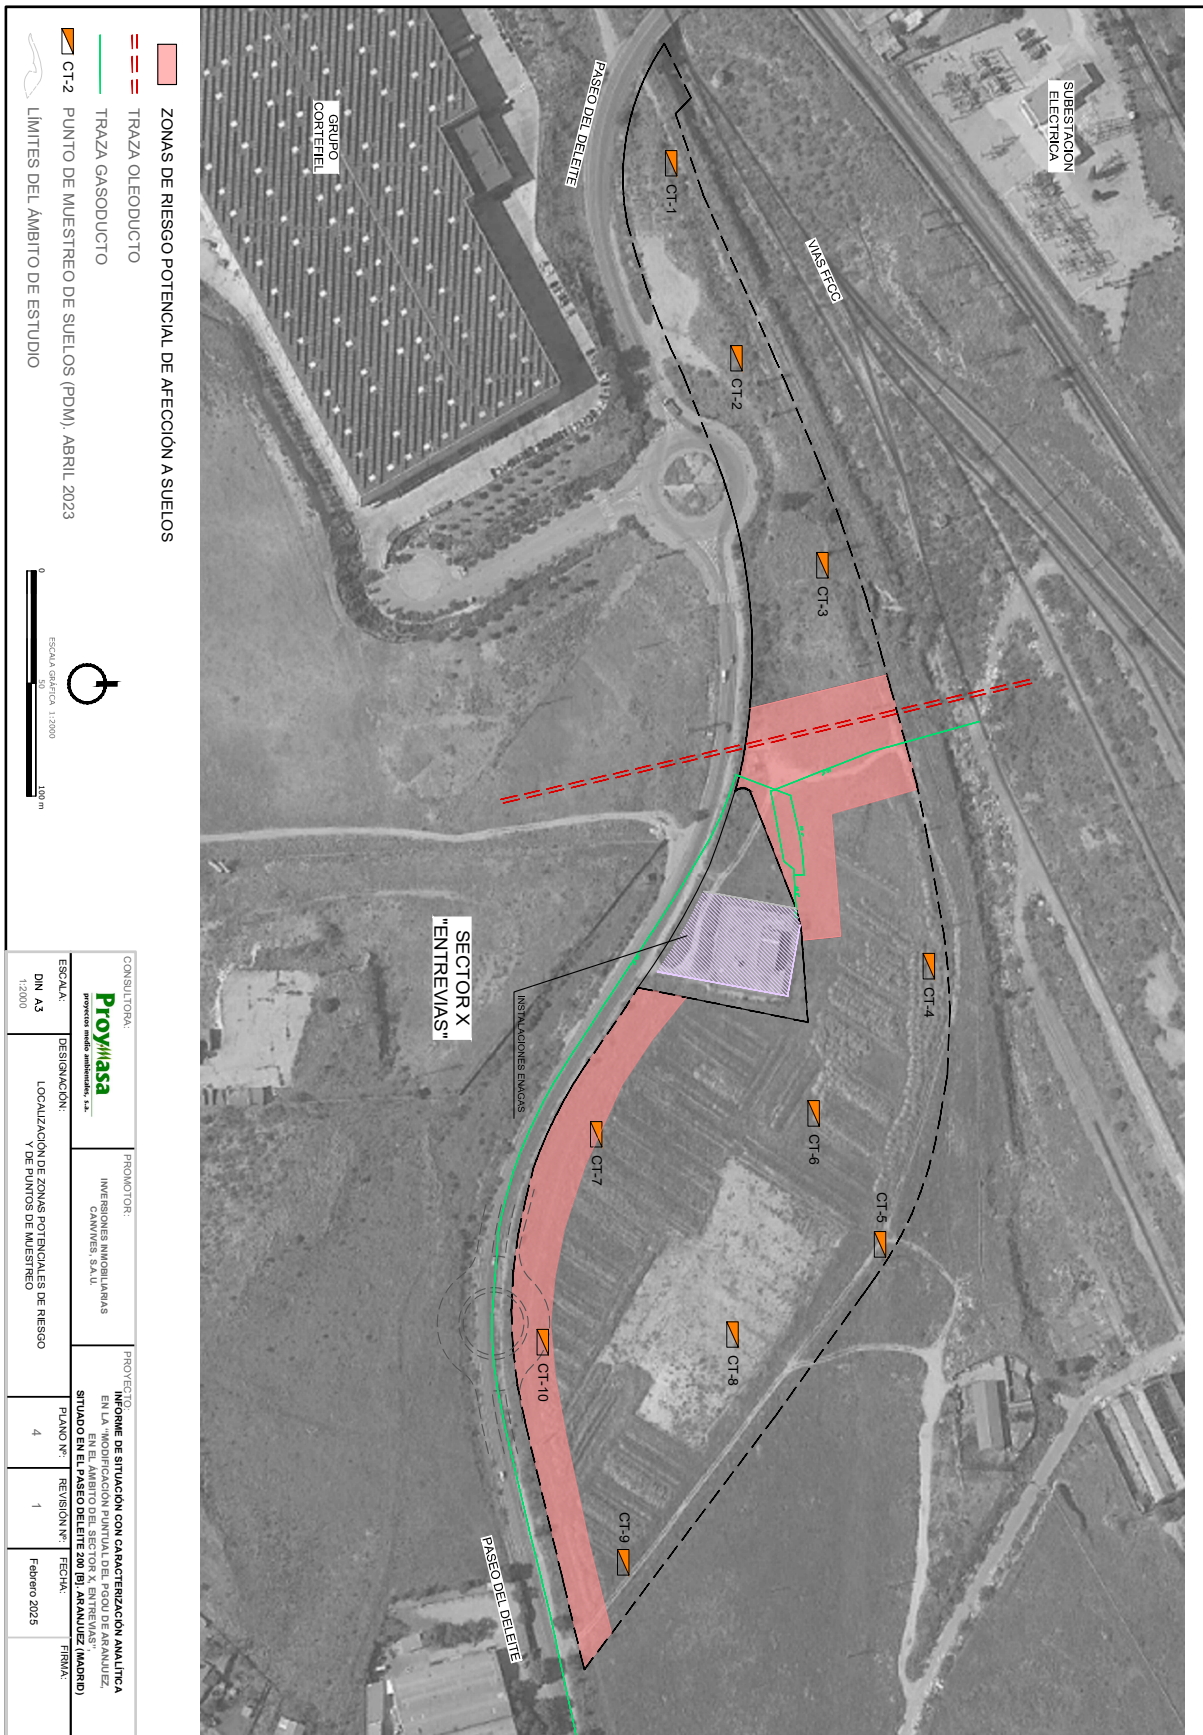 SUBESTACION
ELECTRICA
PASEO DEL DELEITE
GRUPO
CORTEFIEL
VIAS FFCC
CT-1
CT-2
CT-3
CT-4
CT-5
CT-6
CT-7
CT-8
CT-9
CT-10
SECTOR X
"ENTREVIAS"
INSTALACIONES ENAGAS
PASEO DEL DELEITE
ZONAS DE RIESGO POTENCIAL DE AFECCIÓN A SUELOS
TRAZA OLEODUCTO
TRAZA GASODUCTO
CT-2
PUNTO DE MUESTREO DE SUELOS (PDM). ABRIL 2023
LÍMITES DEL ÁMBITO DE ESTUDIO
ESCALA GRÁFICA 1:2000
0 50 100 m
CONSULTORA:
Proymasa
proyectos medio ambientales, s.a.
PROMOTOR:
INVERSIONES INMOBILIARIAS
CANVIVES, S.A.U.
PROYECTO:
INFORME DE SITUACIÓN CON CARACTERIZACIÓN ANALÍTICA
EN LA "MODIFICACIÓN PUNTUAL DEL PGOU DE ARANJUEZ,
EN EL ÁMBITO DEL SECTOR X, ENTREVIAS",
SITUADO EN EL PASEO DELEITE 200 [B]. ARANJUEZ (MADRID)
ESCALA:
DIN A3
1:2000
DESIGNACIÓN:
LOCALIZACIÓN DE ZONAS POTENCIALES DE RIESGO
Y DE PUNTOS DE MUESTREO
PLANO Nº:
4
REVISIÓN Nº:
1
FECHA:
Febrero 2025
FIRMA: